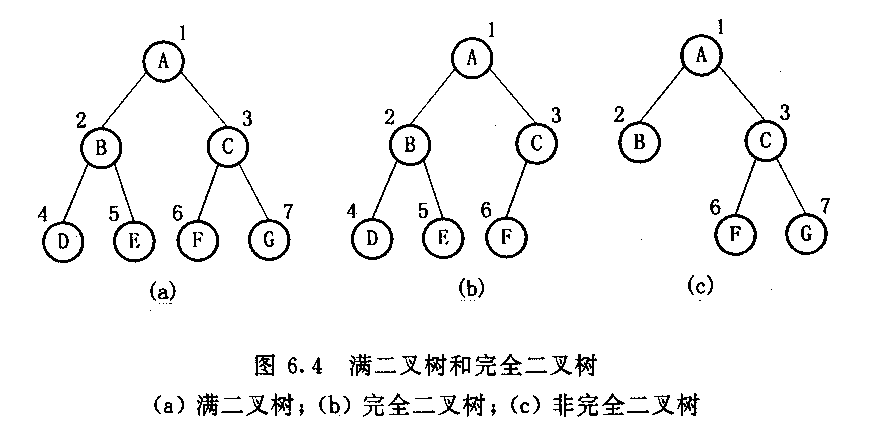 1 1 1
A A A
2 3 2 3 2 3
B C B C B C
4 5 6 7 4 5 6 6 7
D E F G D E F F G
(a) (b) (c)
图 6.4 满二叉树和完全二叉树
(a) 满二叉树;(b) 完全二叉树;(c) 非完全二叉树